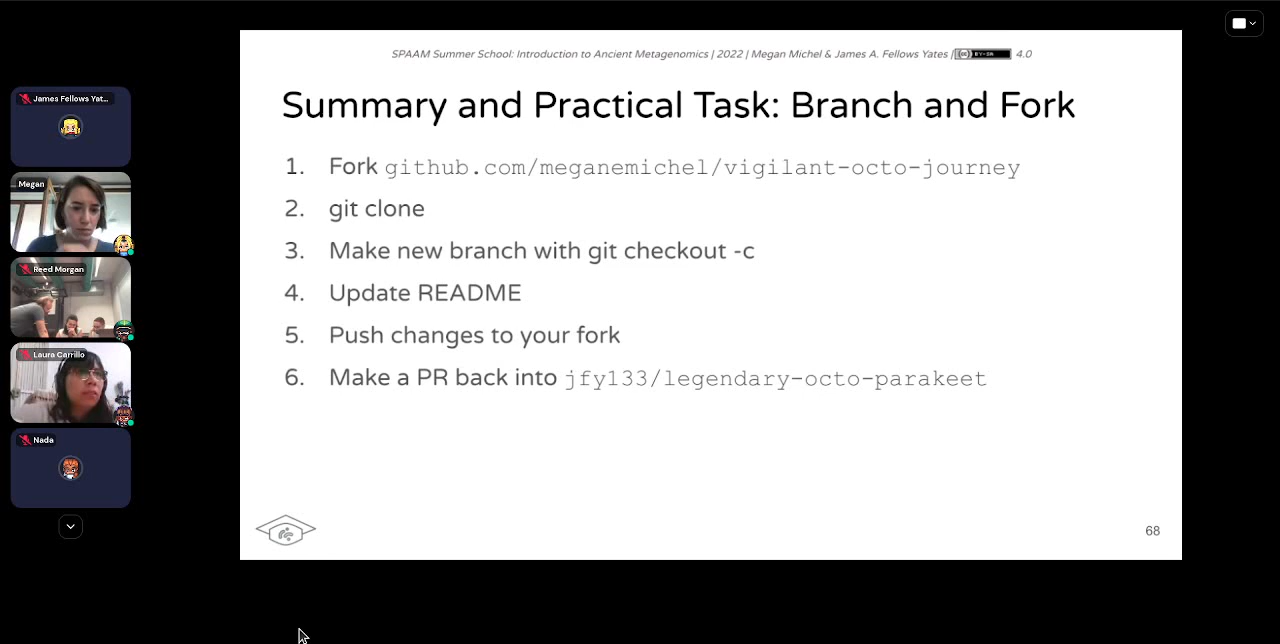 SPAAM Summer School: Introduction to Ancient Metagenomics | 2022 | Megan Michel & James A. Fellows Yates | BY-SA 4.0
Summary and Practical Task: Branch and Fork
1. Fork github.com/meganemichel/vigilant-octo-journey
2. git clone
3. Make new branch with git checkout -c
4. Update README
5. Push changes to your fork
6. Make a PR back into jfy133/legendary-octo-parakeet
68
James Fellows Yat...
Megan
Reed Morgan
Laura Carrillo
Nada